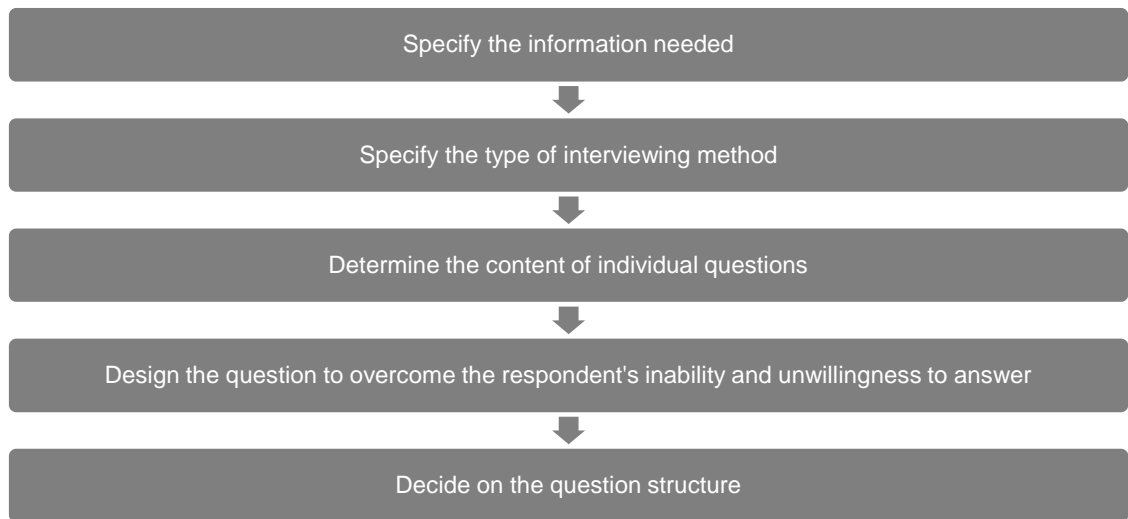 Specify the information needed
Specify the type of interviewing method
Determine the content of individual questions
Design the question to overcome the respondent's inability and unwillingness to answer
Decide on the question structure